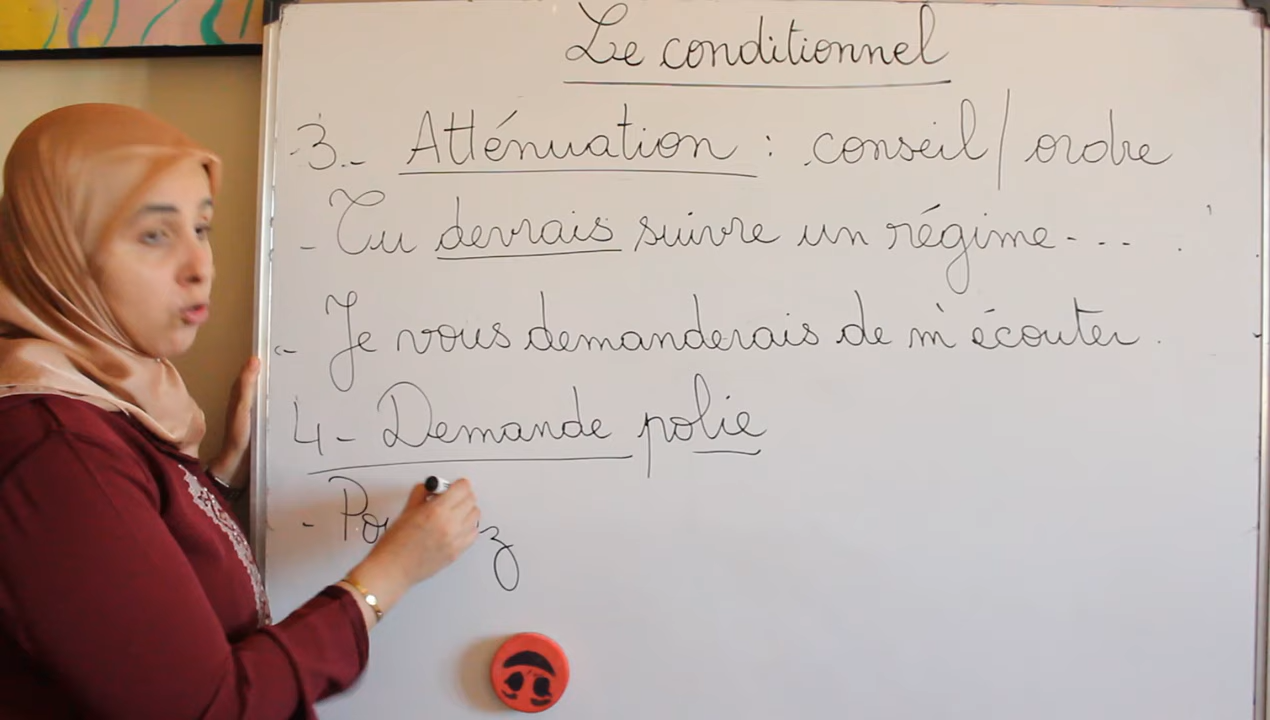 Le conditionnel
3.- Atténuation : conseil / ordre
- Tu devrais suivre un régime - - -
- Je vous demanderais de m'écouter.
4 - Demande polie
-